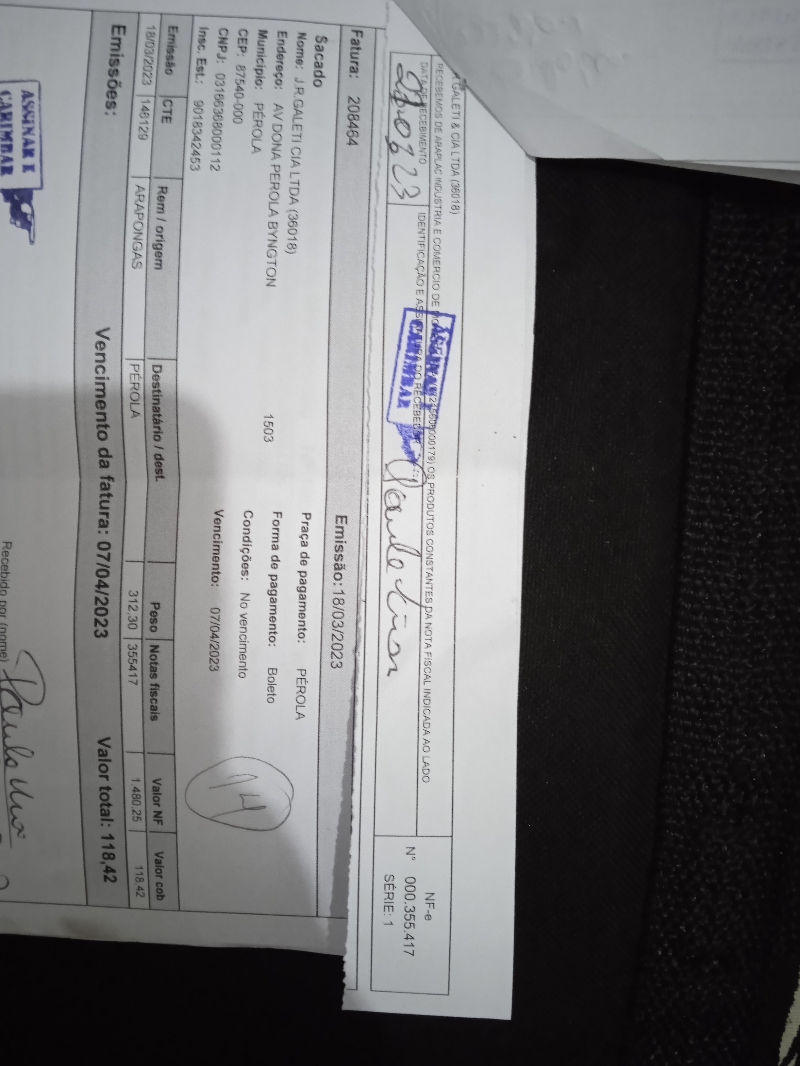 GALETI & CIA LTDA (36018)
RECEBEMOS DE ARAPLAC INDUSTRIA E COMERCIO DE OS PRODUTOS CONSTANTES DA NOTA FISCAL INDICADA AO LADO
DATA DE RECEBIMENTO
IDENTIFICAÇÃO E ASSINATURA DO RECEBEDOR
ASSINAR E
CARIMBAR
NF-e
Nº 000.355.417
SÉRIE: 1
Fatura: 208464
Emissão: 18/03/2023
Sacado
Nome: J.R.GALETI CIA LTDA (36018)
Praça de pagamento: PÉROLA
Endereço: AV DONA PEROLA BYNGTON 1503
Forma de pagamento: Boleto
Municipio: PÉROLA
Condições: No vencimento
CEP: 87540-000
Vencimento: 07/04/2023
CNPJ: 03166368000112
Insc. Est.: 9018342453
14
Emissão CTE Rem / origem Destinatário / dest. Peso Notas fiscais Valor NF Valor cob
18/03/2023 146129 ARAPONGAS PÉROLA 312,30 355417 1.480,25 118,42
Emissões: Vencimento da fatura: 07/04/2023 Valor total: 118,42
ASSINAR E
CARIMBAR
Recebido por (nome)